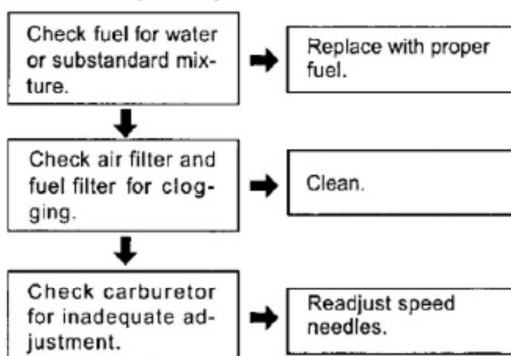 Check fuel for water
or substandard mix-
ture.
Replace with proper
fuel.
Check air filter and
fuel filter for clog-
ging.
Clean.
Check carburetor
for inadequate ad-
justment.
Readjust speed
needles.